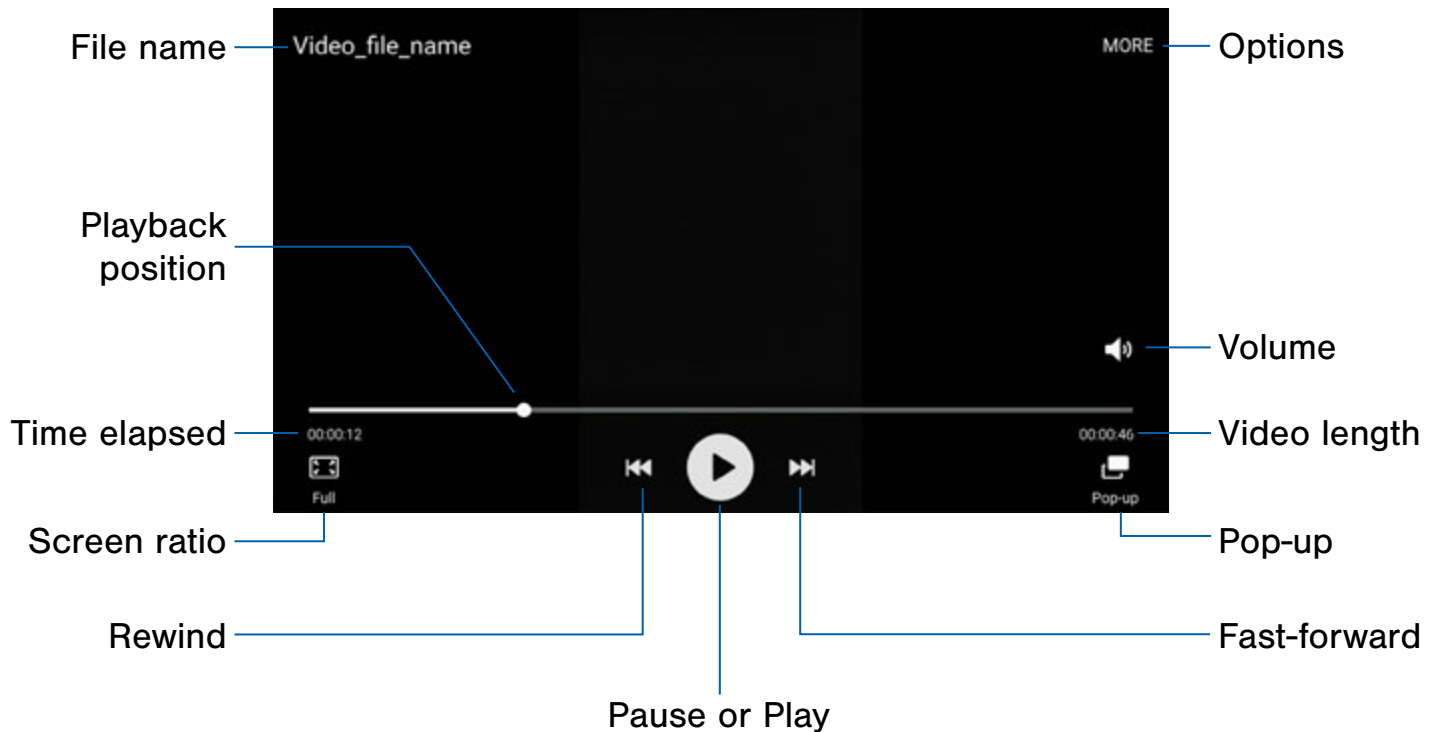 File name
Video_file_name
MORE
Options
Playback
position
Volume
Time elapsed
00:00:12
00:00:46
Video length
Full
Pop-up
Screen ratio
Pop-up
Rewind
Fast-forward
Pause or Play